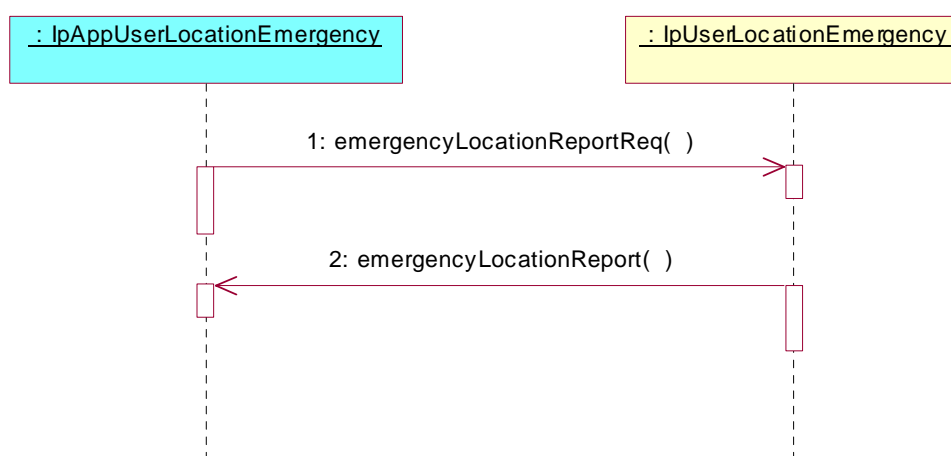 : IpAppUserLocationEmergency
: IpUserLocationEmergency
1: emergencyLocationReportReq( )
2: emergencyLocationReport( )